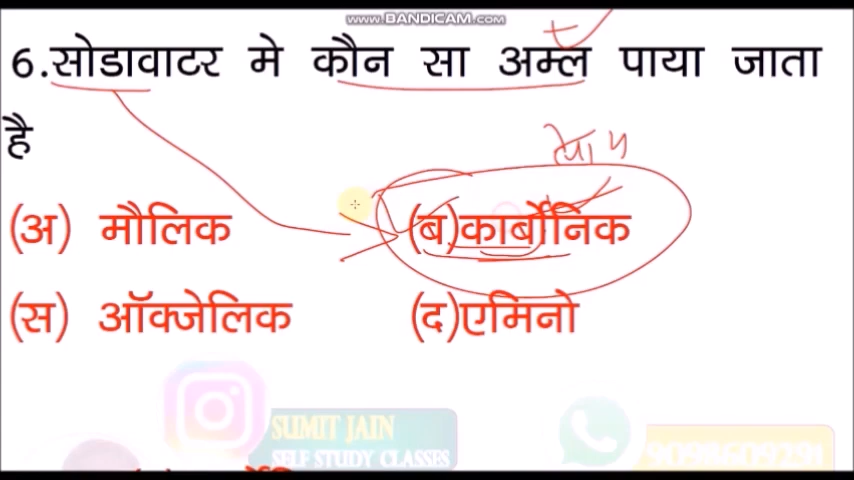 WWW.BANDICAM.COM
6.सोडावाटर मे कौन सा अम्ल पाया जाता
है
(अ) मौलिक (ब)कार्बोनिक
(स) ऑक्जेलिक (द)एमिनो
SUMIT JAIN
SELF STUDY CLASSES